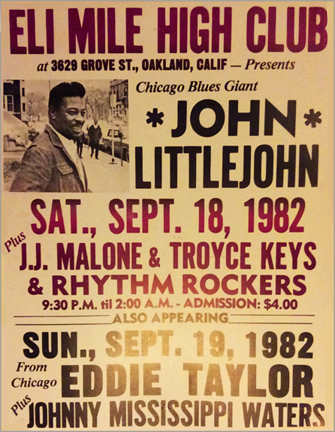 ELI MILE HIGH CLUB
at 3629 GROVE ST., OAKLAND, CALIF — Presents
Chicago Blues Giant
* JOHN *
LITTLEJOHN
SAT., SEPT. 18, 1982
Plus J.J. MALONE & TROYCE KEYS
& RHYTHM ROCKERS
9:30 P.M. til 2:00 A.M. - ADMISSION: $4.00
ALSO APPEARING
SUN., SEPT. 19, 1982
From Chicago EDDIE TAYLOR
Plus JOHNNY MISSISSIPPI WATERS